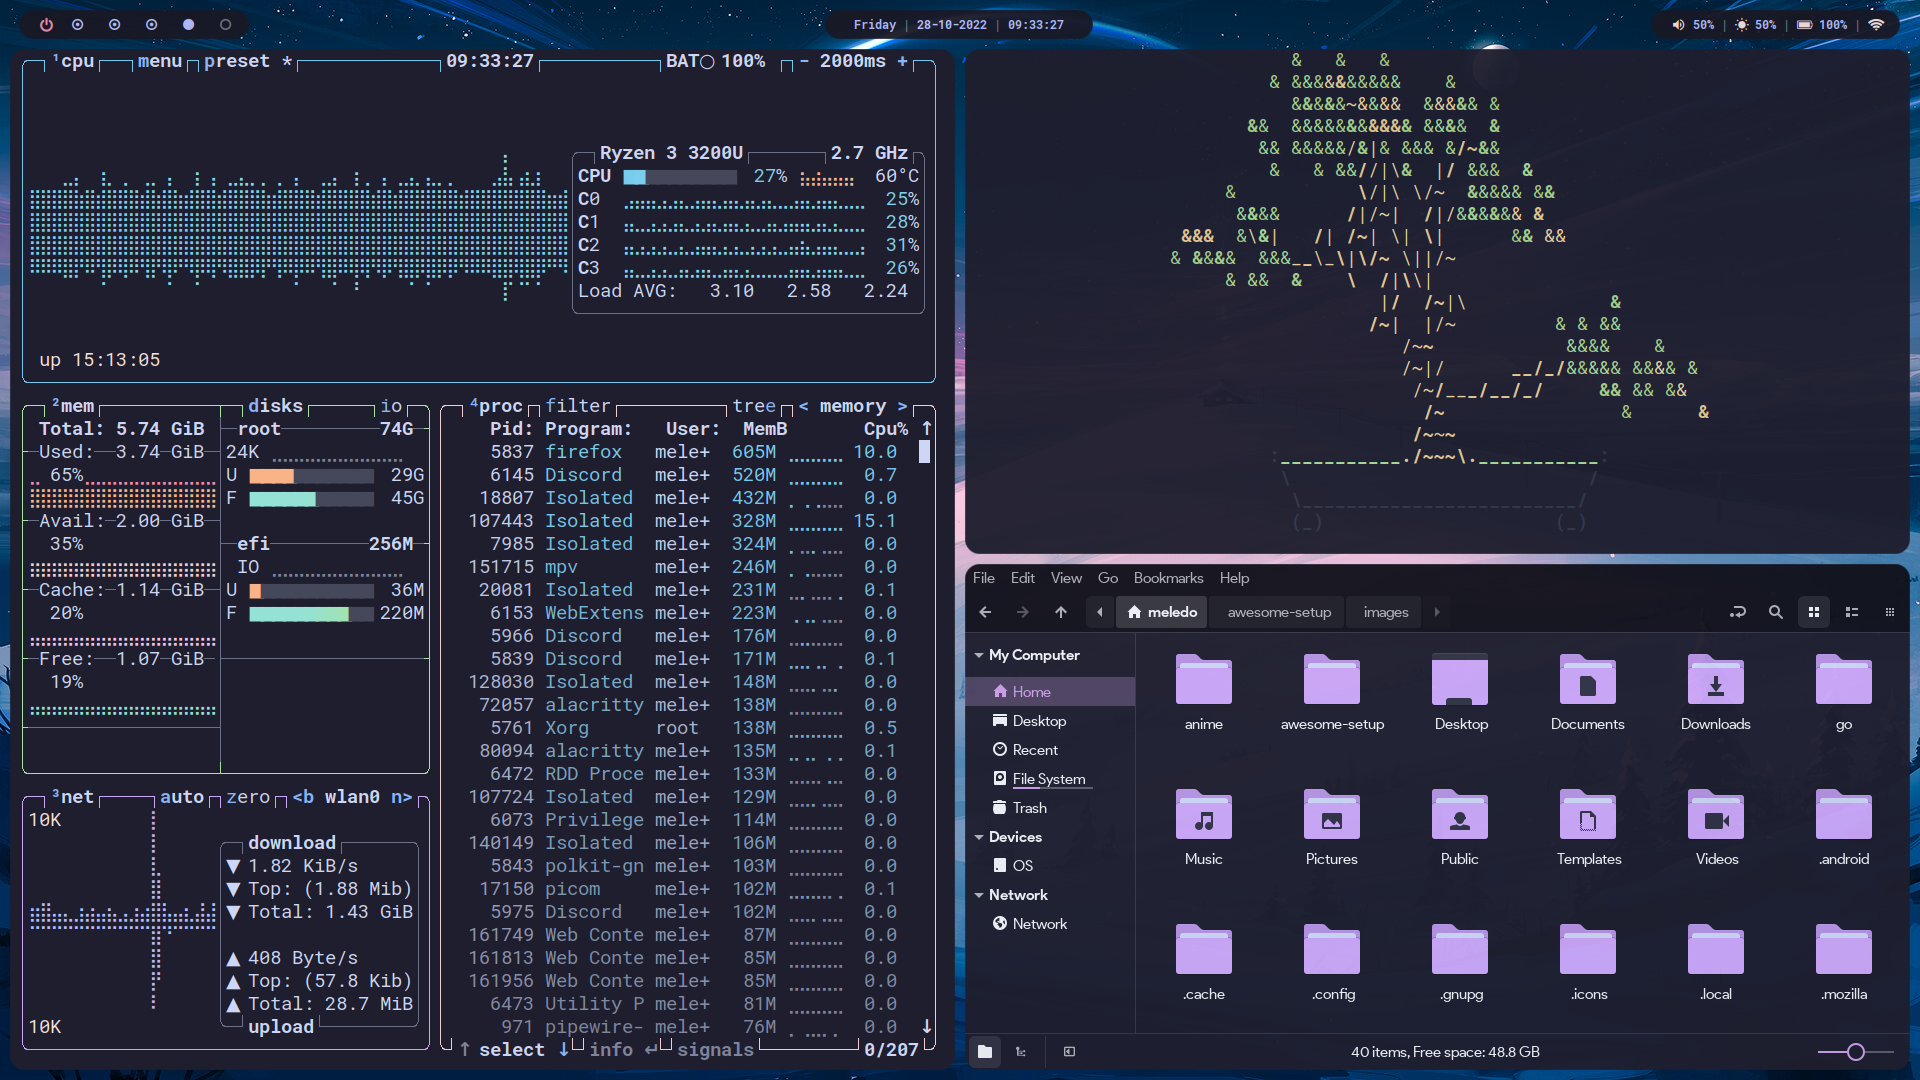 Friday | 28-10-2022 | 09:33:27
50% | 50% | 100% |
¹cpu menu preset * 09:33:27 BAT 100% - 2000ms +
Ryzen 3 3200U 2.7 GHz
CPU 27% 60°C
C0 25%
C1 28%
C2 31%
C3 26%
Load AVG: 3.10 2.58 2.24
up 15:13:05
²mem disks io
Total: 5.74 GiB
Used: 3.74 GiB
65%
Avail: 2.00 GiB
35%
Cache: 1.14 GiB
20%
Free: 1.07 GiB
19%
root 74G
24K
U 29G
F 45G
efi 256M
IO
U 36M
F 220M
³net auto zero <b wlan0 n>
10K
download
▼ 1.82 KiB/s
▼ Top: (1.88 Mib)
▼ Total: 1.43 GiB
▲ 408 Byte/s
▲ Top: (57.8 Kib)
▲ Total: 28.7 MiB
upload
10K
⁴proc filter tree < memory >
Pid: Program: User: MemB Cpu% ↑
5837 firefox mele+ 605M 10.0
6145 Discord mele+ 520M 0.7
18807 Isolated mele+ 432M 0.0
107443 Isolated mele+ 328M 15.1
7985 Isolated mele+ 324M 0.0
151715 mpv mele+ 246M 0.0
20081 Isolated mele+ 231M 0.1
6153 WebExtens mele+ 223M 0.0
5966 Discord mele+ 176M 0.0
5839 Discord mele+ 171M 0.1
128030 Isolated mele+ 148M 0.0
72057 alacritty mele+ 138M 0.0
5761 Xorg root 138M 0.5
80094 alacritty mele+ 135M 0.1
6472 RDD Proce mele+ 133M 0.0
107724 Isolated mele+ 129M 0.0
6073 Privilege mele+ 114M 0.0
140149 Isolated mele+ 106M 0.0
5843 polkit-gn mele+ 103M 0.0
17150 picom mele+ 102M 0.1
5975 Discord mele+ 102M 0.0
161749 Web Conte mele+ 87M 0.0
161813 Web Conte mele+ 85M 0.0
161956 Web Conte mele+ 85M 0.0
6473 Utility P mele+ 81M 0.0
971 pipewire- mele+ 76M 0.0 ↓
↑ select ↓ info ↵ signals 0/207
File Edit View Go Bookmarks Help
meledo awesome-setup images
My Computer
Home
Desktop
Recent
File System
Trash
Devices
OS
Network
Network
anime awesome-setup Desktop Documents Downloads go
Music Pictures Public Templates Videos .android
.cache .config .gnupg .icons .local .mozilla
40 items, Free space: 48.8 GB